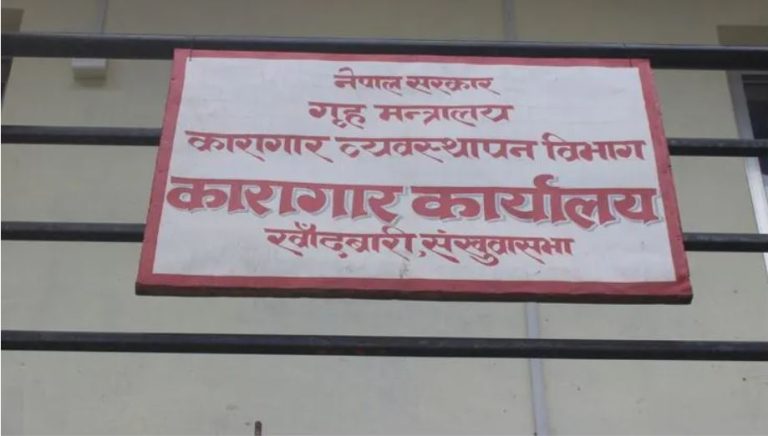 नेपाल सरकार
गृह मन्त्रालय
कारागार व्यवस्थापन विभाग
कारागार कार्यालय
खाँदबारी, संखुवासभा